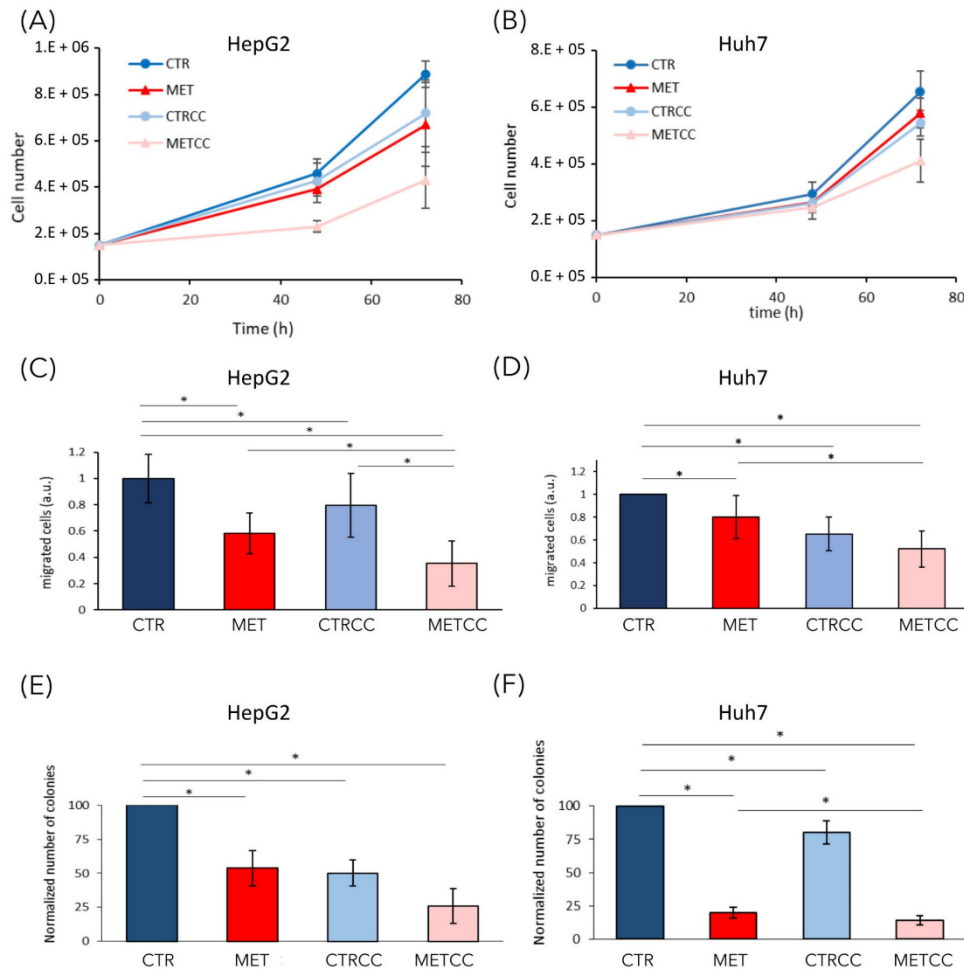 (A)
HepG2
1.E + 06
8.E + 05
6.E + 05
4.E + 05
2.E + 05
0.E + 05
Cell number
CTR
MET
CTRCC
METCC
0
20
40
60
80
Time (h)
(B)
Huh7
8.E + 05
6.E + 05
4.E + 05
2.E + 05
0.E + 05
Cell number
CTR
MET
CTRCC
METCC
0
20
40
60
80
time (h)
(C)
HepG2
*
*
*
*
*
1.2
1
0.8
0.6
0.4
0.2
0
migrated cells (a.u.)
CTR
MET
CTRCC
METCC
(D)
Huh7
*
*
*
*
1.2
1
0.8
0.6
0.4
0.2
0
migrated cells (a.u.)
CTR
MET
CTRCC
METCC
(E)
HepG2
*
*
*
100
75
50
25
0
Normalized number of colonies
CTR
MET
CTRCC
METCC
(F)
Huh7
*
*
*
*
100
75
50
25
0
Normalized number of colonies
CTR
MET
CTRCC
METCC